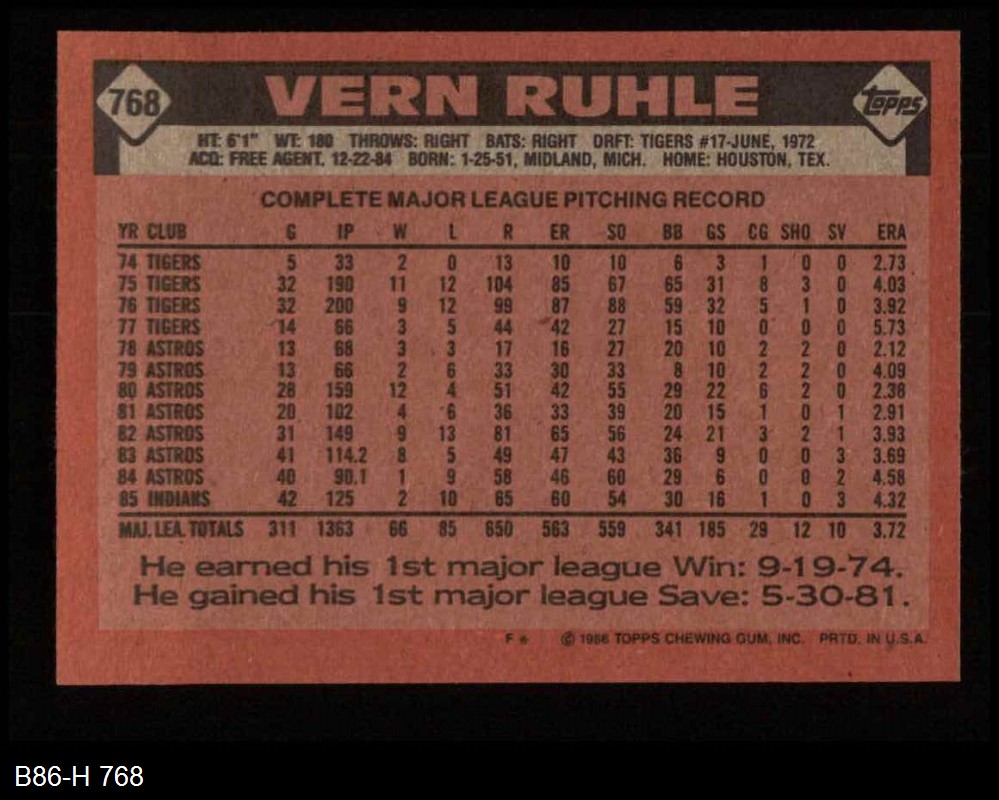 768 VERN RUHLE Topps
HT: 6'1" WT: 180 THROWS: RIGHT BATS: RIGHT DRFT: TIGERS #17-JUNE, 1972
ACQ: FREE AGENT, 12-22-84 BORN: 1-25-51, MIDLAND, MICH. HOME: HOUSTON, TEX.
COMPLETE MAJOR LEAGUE PITCHING RECORD
YR CLUB G IP W L R ER SO BB GS CG SHO SV ERA
74 TIGERS 5 33 2 0 13 10 10 6 3 1 0 0 2.73
75 TIGERS 32 190 11 12 104 85 67 65 31 8 3 0 4.03
76 TIGERS 32 200 9 12 99 87 88 59 32 5 1 0 3.92
77 TIGERS 14 66 3 5 44 42 27 15 10 0 0 0 5.73
78 ASTROS 13 68 3 3 17 16 27 20 10 2 2 0 2.12
79 ASTROS 13 66 2 6 33 30 33 8 10 2 2 0 4.09
80 ASTROS 28 159 12 4 51 42 55 29 22 6 2 0 2.38
81 ASTROS 20 102 4 6 36 33 39 20 15 1 0 1 2.91
82 ASTROS 31 149 9 13 81 65 56 24 21 3 2 1 3.93
83 ASTROS 41 114.2 8 5 49 47 43 36 9 0 0 3 3.69
84 ASTROS 40 90.1 1 9 58 46 60 29 6 0 0 2 4.58
85 INDIANS 42 125 2 10 65 60 54 30 16 1 0 3 4.32
MAJ. LEA. TOTALS 311 1363 66 85 650 563 559 341 185 29 12 10 3.72
He earned his 1st major league Win: 9-19-74.
He gained his 1st major league Save: 5-30-81.
F * © 1986 TOPPS CHEWING GUM, INC. PRTD. IN U.S.A.
B86-H 768